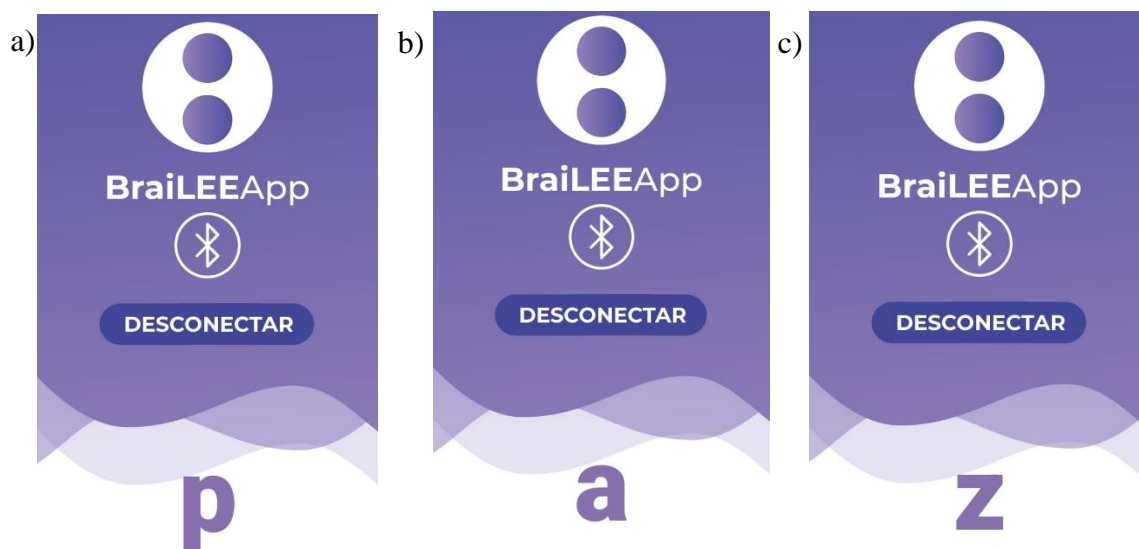 a)
BraiLEEApp
DESCONECTAR
p
b)
BraiLEEApp
DESCONECTAR
a
c)
BraiLEEApp
DESCONECTAR
z